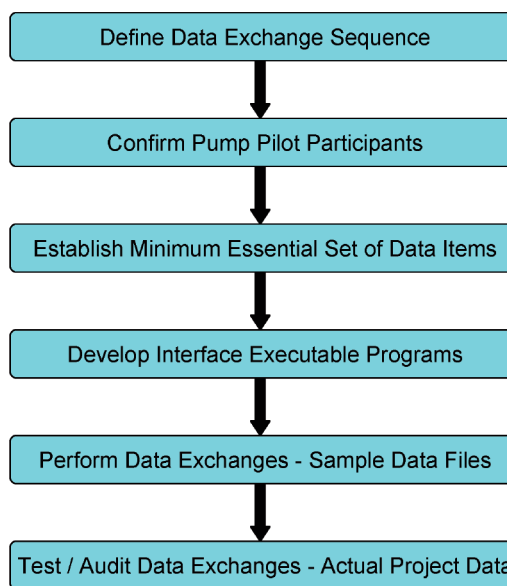 Define Data Exchange Sequence
Confirm Pump Pilot Participants
Establish Minimum Essential Set of Data Items
Develop Interface Executable Programs
Perform Data Exchanges - Sample Data Files
Test / Audit Data Exchanges - Actual Project Data